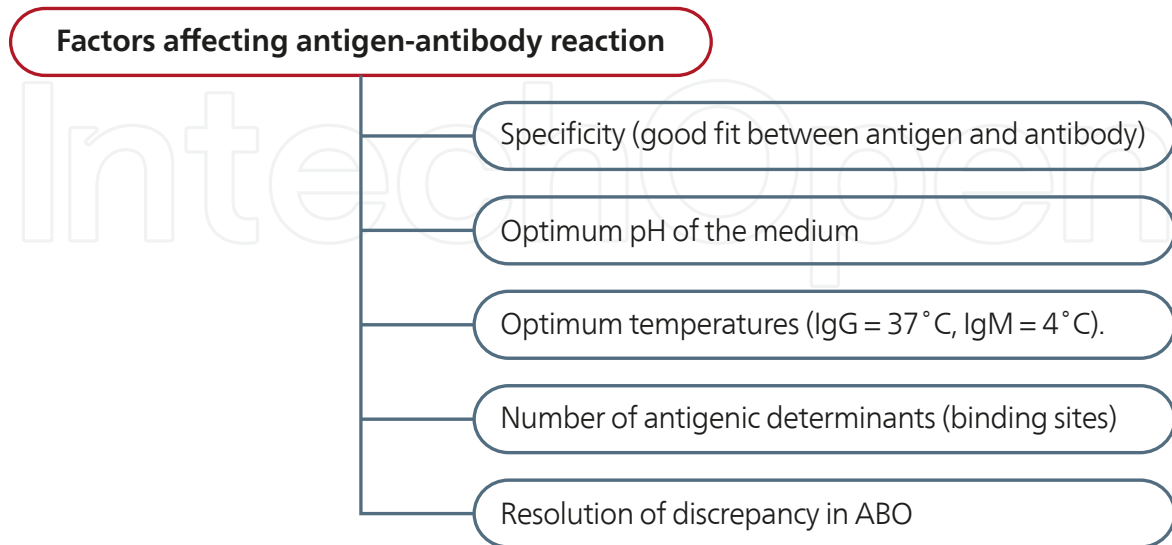 Factors affecting antigen-antibody reaction
Specificity (good fit between antigen and antibody)
IntechOpen
Optimum pH of the medium
Optimum temperatures (IgG = 37˚C, IgM = 4˚C).
Number of antigenic determinants (binding sites)
Resolution of discrepancy in ABO